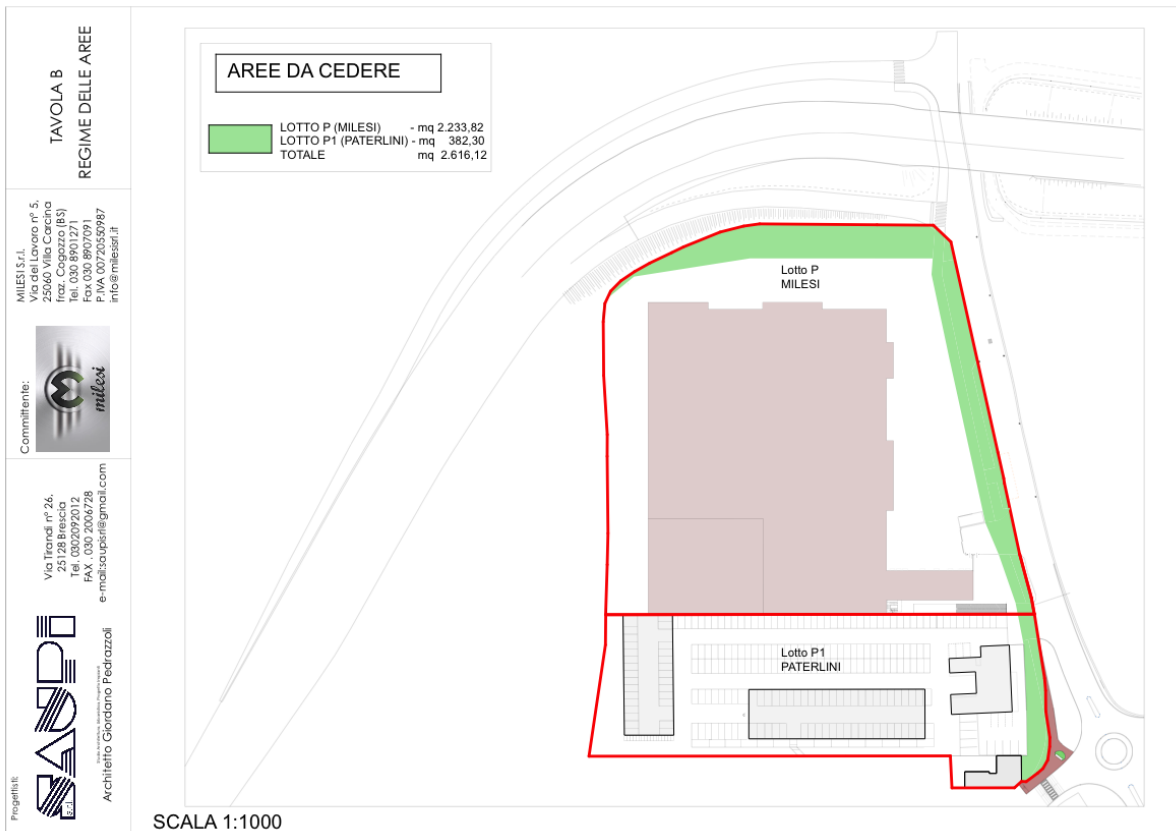 TAVOLA B
REGIME DELLE AREE
MILESI S.r.l.
Via del Lavoro n° 5,
25060 Villa Carcina
fraz. Cogozzo (BS)
Tel. 030 8901271
Fax 030 8907091
P.IVA 00720550987
info@milesisrl.it
Committente:
milesi
Via Tirandi n° 26,
25128 Brescia
Tel. 0302092012
FAX . 030 2006728
e-mail:saupisrl@gmail.com
SAUPI
s.r.l.
Architetto Giordano Pedrazzoli
Progettisti:
AREE DA CEDERE
LOTTO P (MILESI) - mq 2.233,82
LOTTO P1 (PATERLINI) - mq 382,30
TOTALE mq 2.616,12
Lotto P
MILESI
Lotto P1
PATERLINI
SCALA 1:1000